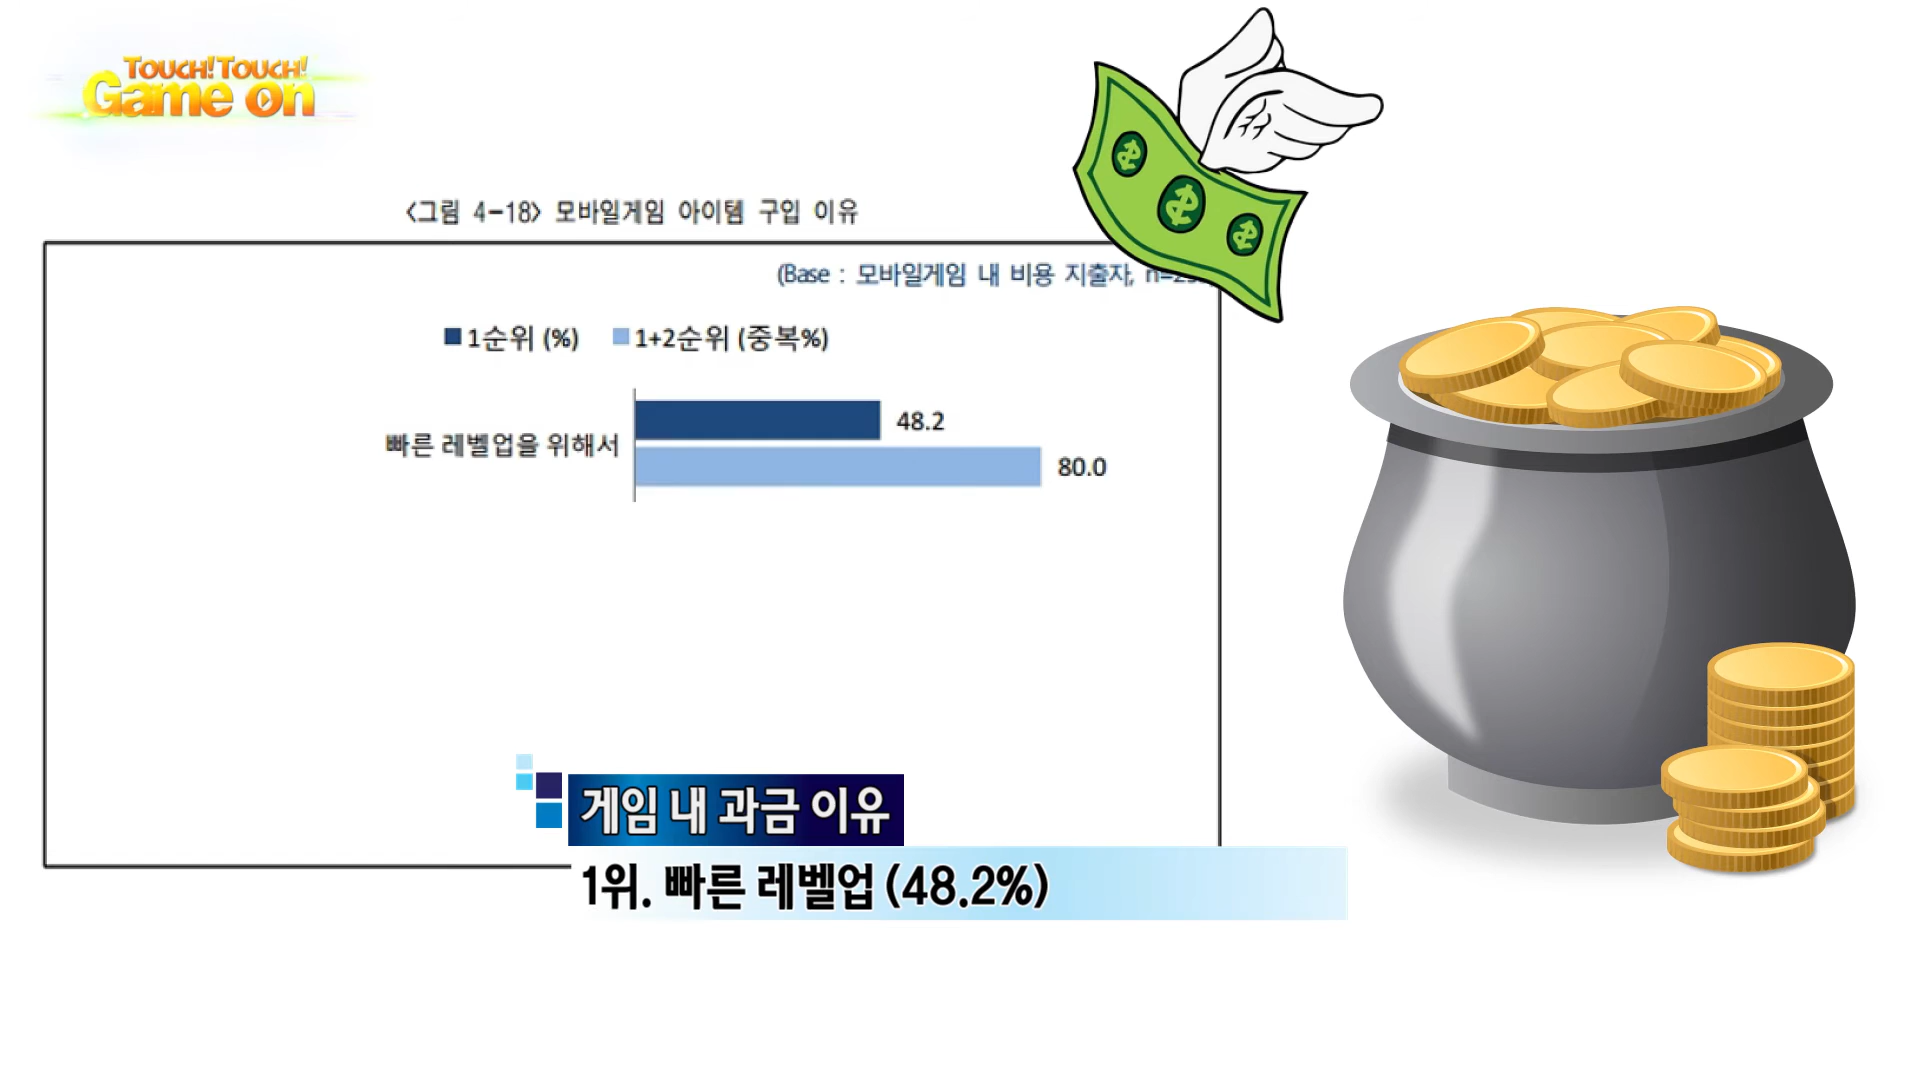 TOUCH! TOUCH!
Game on
<그림 4-18> 모바일게임 아이템 구입 이유
(Base : 모바일게임 내 비용 지출자,
1순위 (%) 1+2순위 (중복%)
48.2
빠른 레벨업을 위해서
80.0
게임 내 과금 이유
1위. 빠른 레벨업 (48.2%)